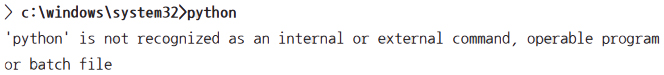 > c:\windows\system32>python
'python' is not recognized as an internal or external command, operable program
or batch file